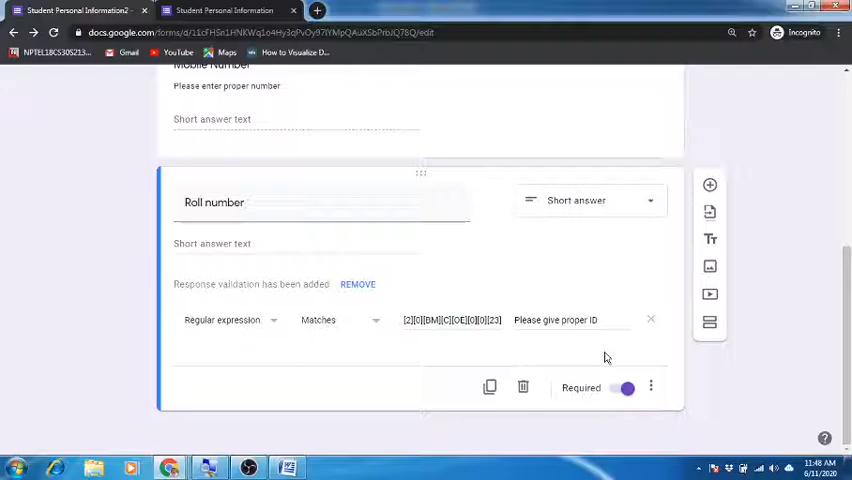 Student Personal Information2 - ×
Student Personal Information ×
docs.google.com/forms/d/11cFHSn1HNKWq1o4Hy3qPvOy97lYMpQAuXSbPrbJQ78Q/edit
Incognito
NPTEL18CS30S213...
Gmail
YouTube
Maps
How to Visualize D...
Mobile Number
Please enter proper number
Short answer text
Roll number
Short answer
Short answer text
Response validation has been added REMOVE
Regular expression Matches [2][0][BM][C][OE][0][0][23] Please give proper ID
Required
11:48 AM
6/11/2020